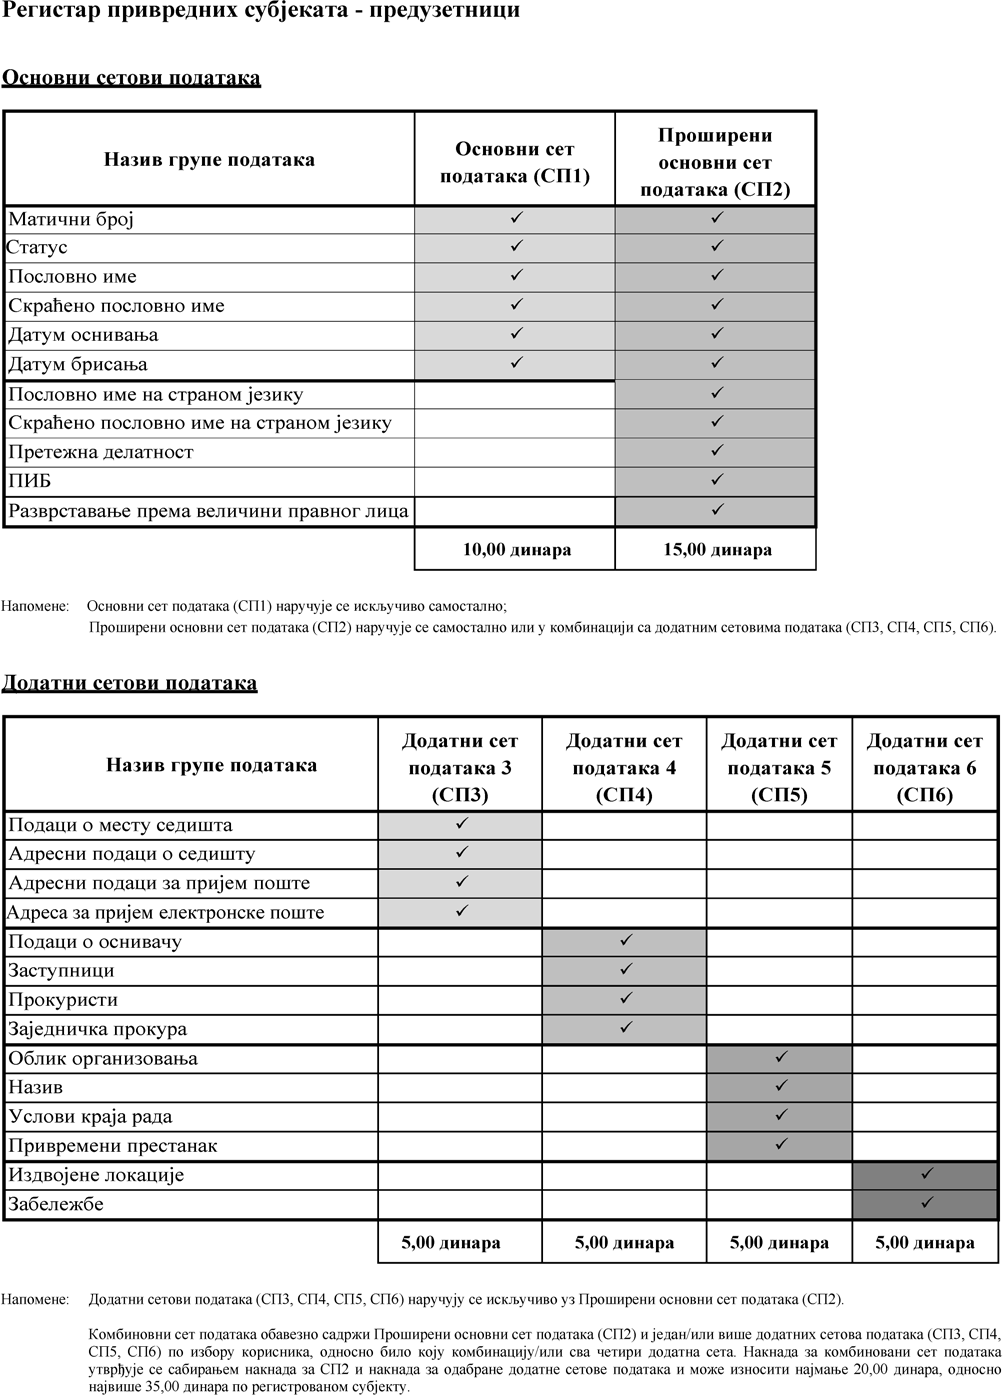 Регистар привредних субјеката - предузетници
Основни сетови података
Назив групе података
Основни сет
података (СП1)
Проширени
основни сет
података (СП2)
Матични број ✓ ✓
Статус ✓ ✓
Пословно име ✓ ✓
Скраћено пословно име ✓ ✓
Датум оснивања ✓ ✓
Датум брисања ✓ ✓
Пословно име на страном језику ✓
Скраћено пословно име на страном језику ✓
Претежна делатност ✓
ПИБ ✓
Разврставање према величини правног лица ✓
10,00 динара 15,00 динара
Напомене: Основни сет података (СП1) наручује се искључиво самостално;
Проширени основни сет података (СП2) наручује се самостално или у комбинацији са додатним сетовима података (СП3, СП4, СП5, СП6).
Додатни сетови података
Назив групе података
Додатни сет
података 3
(СП3)
Додатни сет
података 4
(СП4)
Додатни сет
података 5
(СП5)
Додатни сет
података 6
(СП6)
Подаци о месту седишта ✓
Адресни подаци о седишту ✓
Адресни подаци за пријем поште ✓
Адреса за пријем електронске поште ✓
Подаци о оснивачу ✓
Заступници ✓
Прокуристи ✓
Заједничка прокура ✓
Облик организовања ✓
Назив ✓
Услови краја рада ✓
Привремени престанак ✓
Издвојене локације ✓
Забележбе ✓
5,00 динара 5,00 динара 5,00 динара 5,00 динара
Напомене: Додатни сетови података (СП3, СП4, СП5, СП6) наручују се искључиво уз Проширени основни сет података (СП2).
Комбиновни сет података обавезно садржи Проширени основни сет података (СП2) и један/или више додатних сетова података (СП3, СП4,
СП5, СП6) по избору корисника, односно било коју комбинацију/или сва четири додатна сета. Накнада за комбиновани сет података
утврђује се сабирањем накнада за СП2 и накнада за одабране додатне сетове података и може износити најмање 20,00 динара, односно
највише 35,00 динара по регистрованом субјекту.